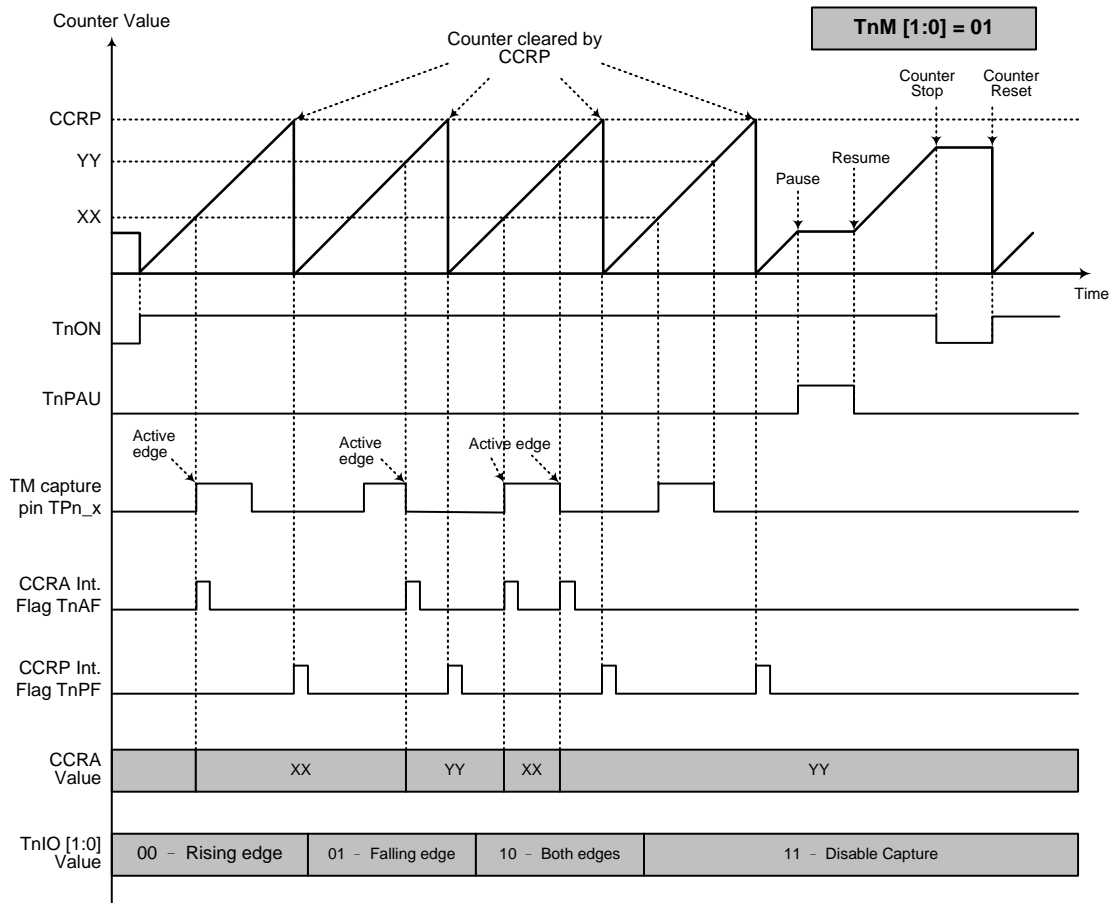 Counter Value
TnM [1:0] = 01
Counter cleared by
CCRP
Counter
Stop
Counter
Reset
CCRP
YY
Resume
Pause
XX
Time
TnON
TnPAU
Active
edge
Active
edge
Active edge
TM capture
pin TPn_x
CCRA Int.
Flag TnAF
CCRP Int.
Flag TnPF
CCRA
Value
XX
YY
XX
YY
TnIO [1:0]
Value
00 – Rising edge
01 – Falling edge
10 – Both edges
11 – Disable Capture